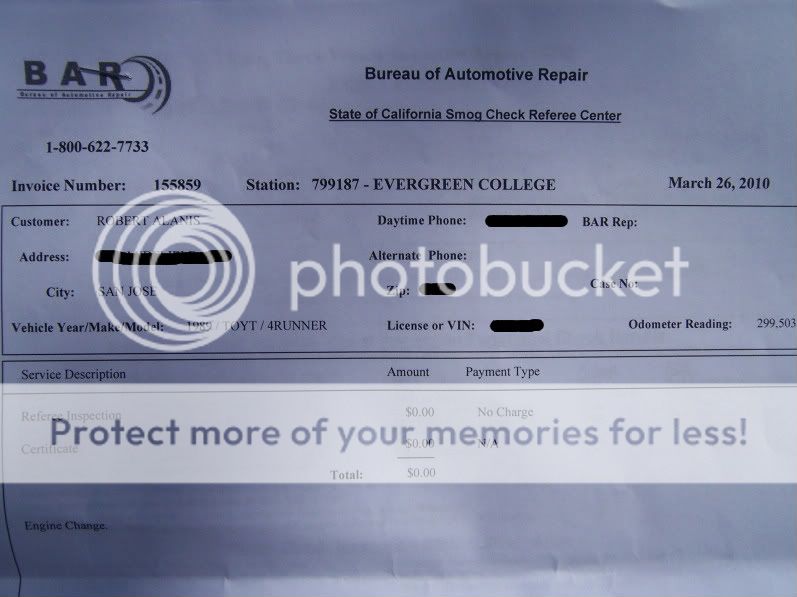 BAR
Bureau of Automotive Repair
Bureau of Automotive Repair
State of California Smog Check Referee Center
1-800-622-7733
Invoice Number: 155859 Station: 799187 - EVERGREEN COLLEGE March 26, 2010
Customer: ROBERT ALANIS Daytime Phone: BAR Rep:
Address: Alternate Phone:
photobucket
City: SAN JOSE Zip: Case No:
Vehicle Year/Make/Model: 1989 / TOYT / 4RUNNER License or VIN: Odometer Reading: 299,503
Service Description Amount Payment Type
Referee Inspection $0.00 No Charge
Protect more of your memories for less!
Certificate $0.00 N/A
Total: $0.00
Engine Change.